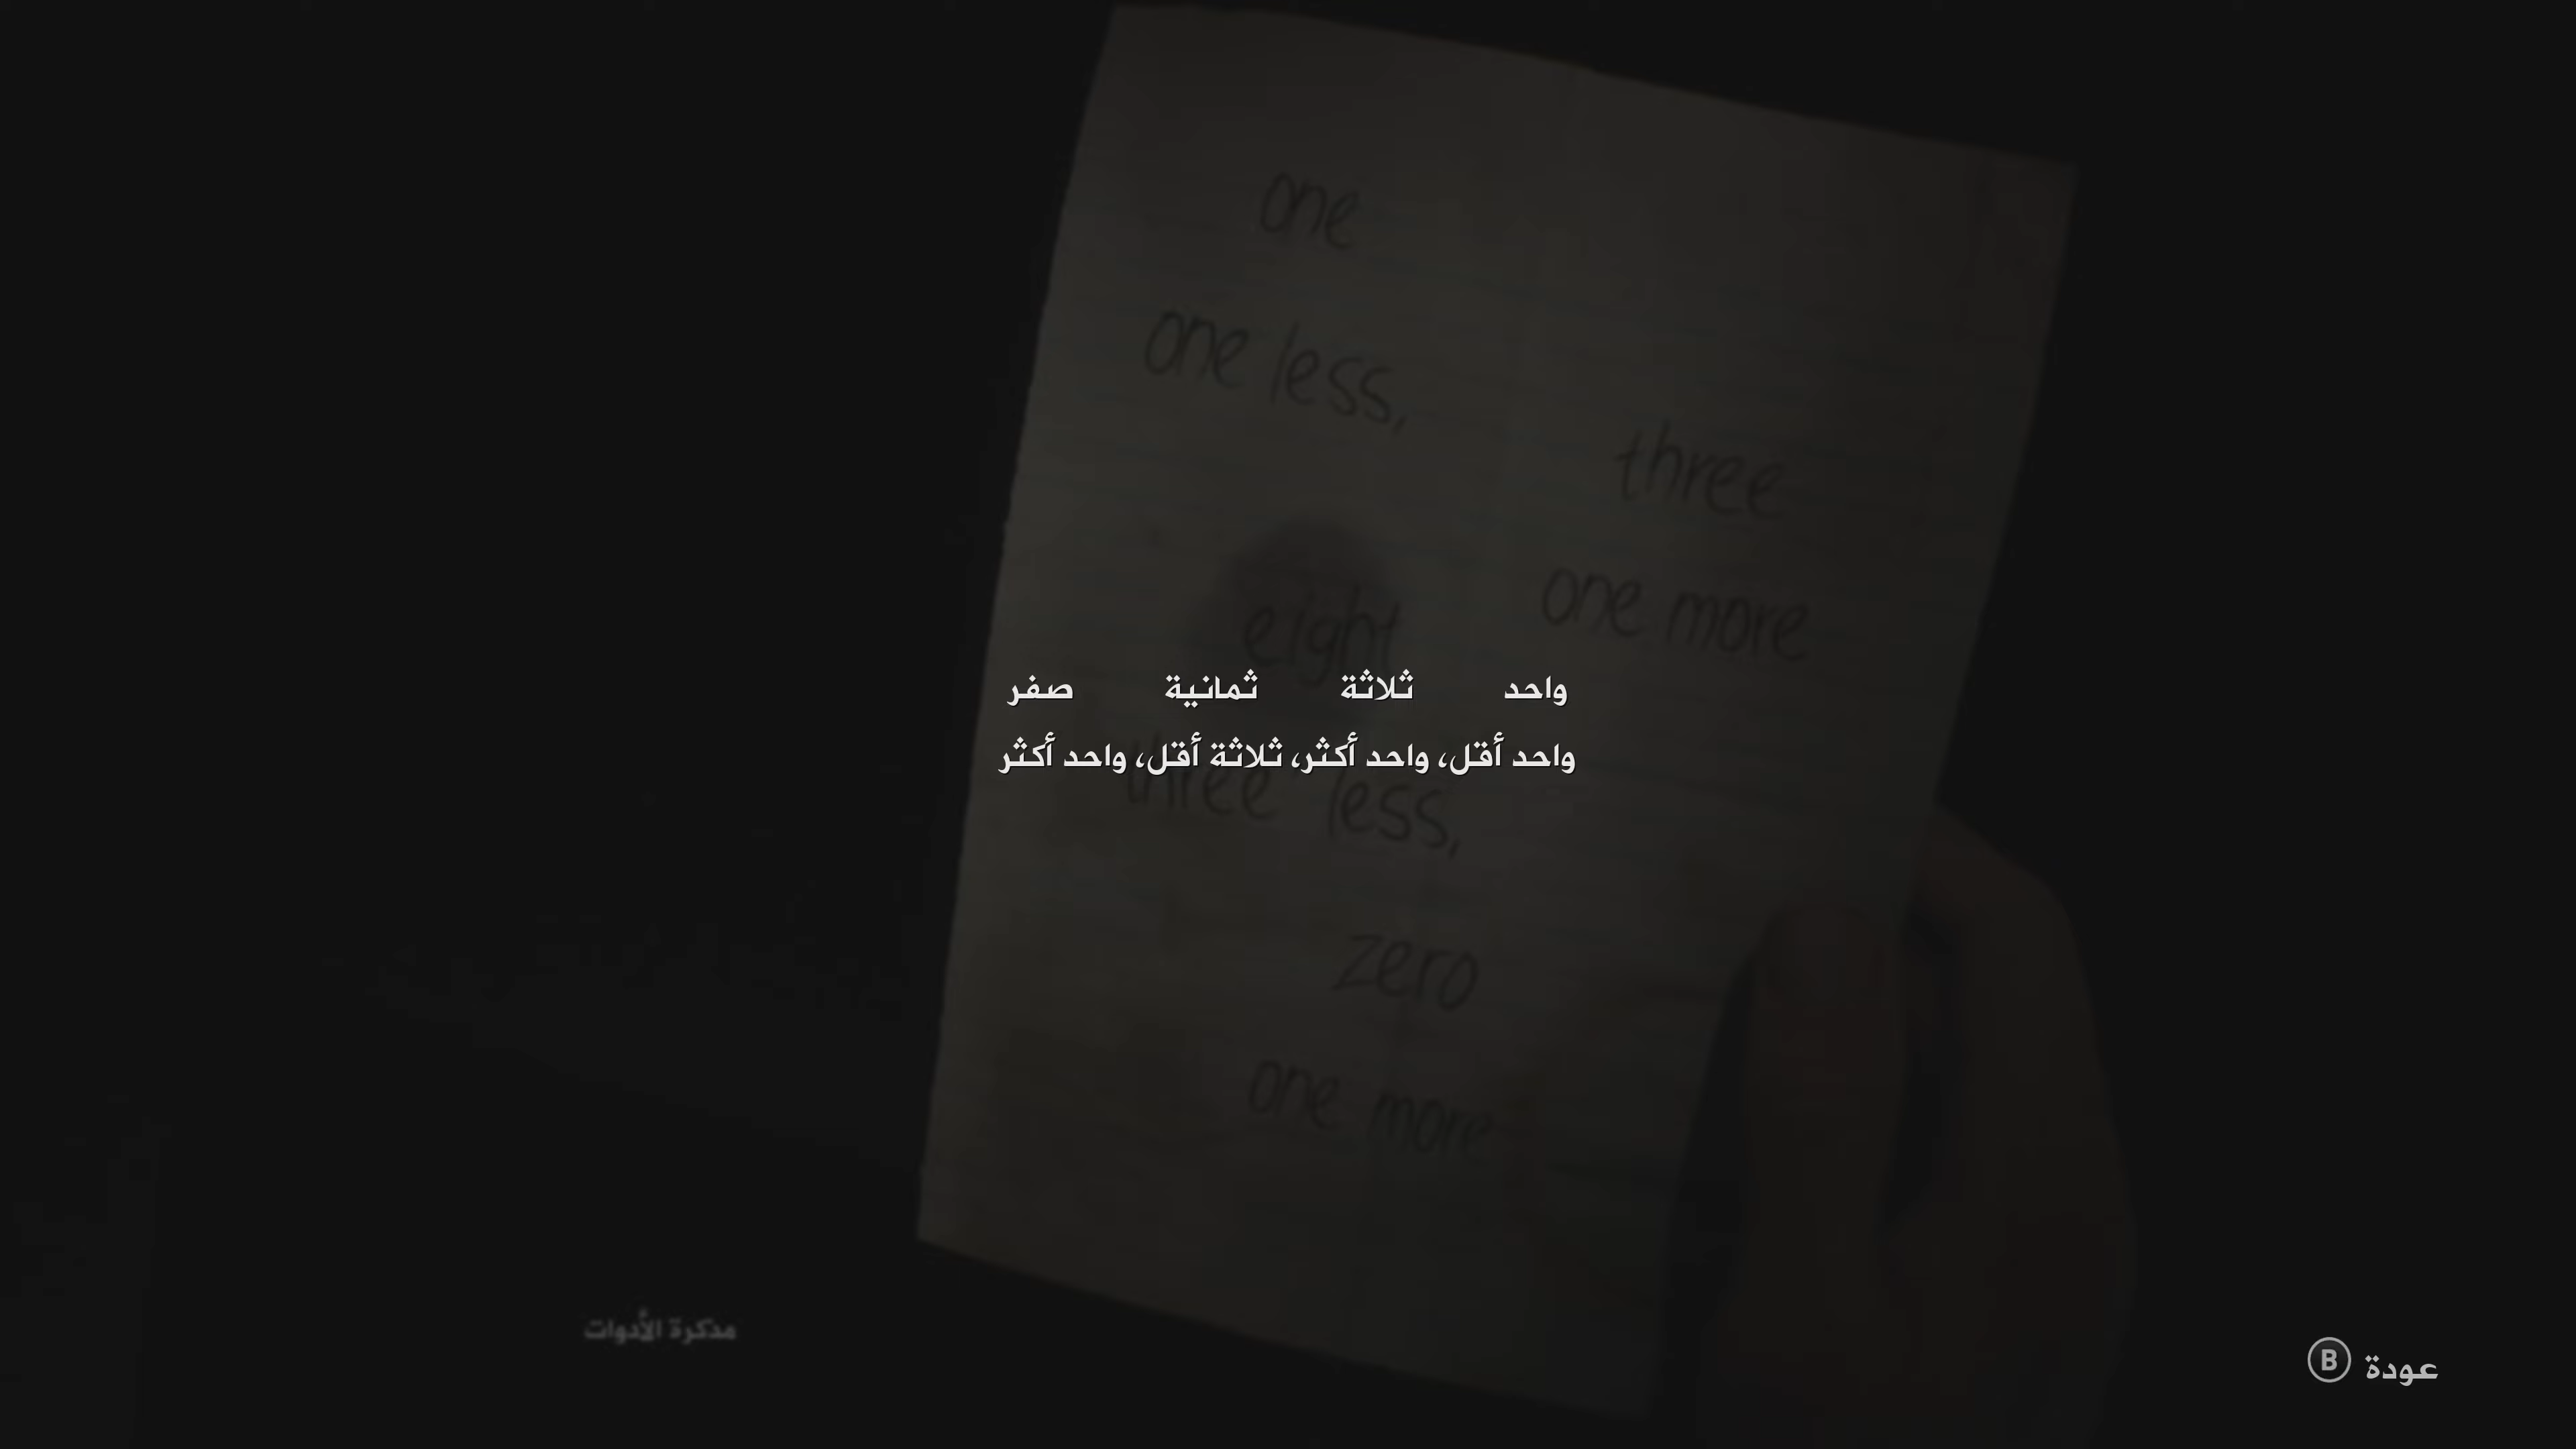 one
one less,
three
one more
eight
three less,
zero
one more
واحد ثلاثة ثمانية صفر
واحد أقل، واحد أكثر، ثلاثة أقل، واحد أكثر
مذكرة الأدوات
B عودة